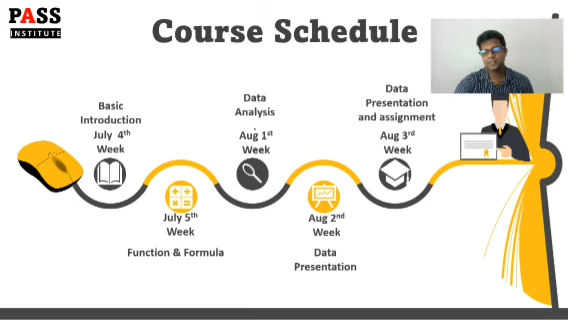 PASS
INSTITUTE
Course Schedule
Basic
Introduction
July 4th
Week
July 5th
Week
Function & Formula
Data
Analysis,
Aug 1st
Week
Aug 2nd
Week
Data
Presentation
Data
Presentation
and assignment
Aug 3rd
Week